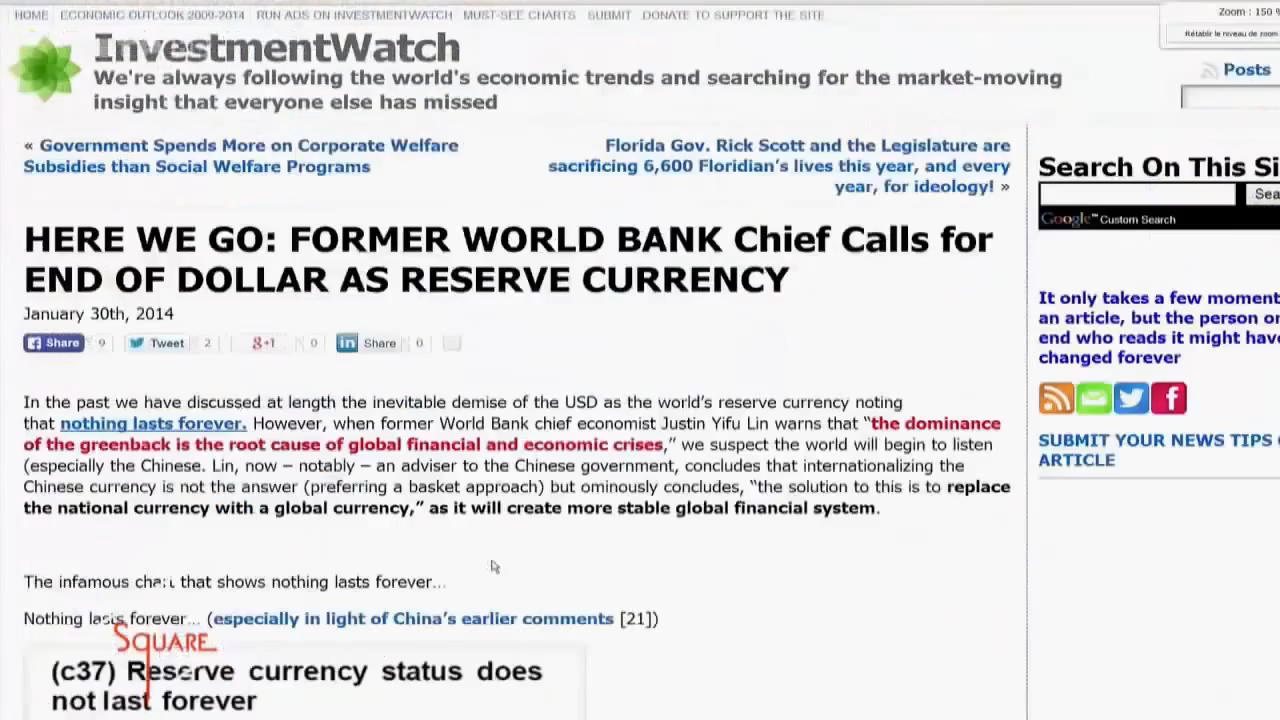 HOME ECONOMIC OUTLOOK 2009-2014 RUN ADS ON INVESTMENTWATCH MUST-SEE CHARTS SUBMIT DONATE TO SUPPORT THE SITE
Zoom : 150 %
Rétablir le niveau de zoom
InvestmentWatch
We're always following the world's economic trends and searching for the market-moving
insight that everyone else has missed
Posts
« Government Spends More on Corporate Welfare
Subsidies than Social Welfare Programs
Florida Gov. Rick Scott and the Legislature are
sacrificing 6,600 Floridian's lives this year, and every
year, for ideology! »
Search On This Si
Sea
Google™ Custom Search
HERE WE GO: FORMER WORLD BANK Chief Calls for
END OF DOLLAR AS RESERVE CURRENCY
January 30th, 2014
Share 9 Tweet 2 g+1 0 in Share 0
It only takes a few moment
an article, but the person or
end who reads it might have
changed forever
In the past we have discussed at length the inevitable demise of the USD as the world's reserve currency noting
that nothing lasts forever. However, when former World Bank chief economist Justin Yifu Lin warns that “the dominance
of the greenback is the root cause of global financial and economic crises,” we suspect the world will begin to listen
(especially the Chinese. Lin, now – notably – an adviser to the Chinese government, concludes that internationalizing the
Chinese currency is not the answer (preferring a basket approach) but ominously concludes, “the solution to this is to replace
the national currency with a global currency,” as it will create more stable global financial system.
SUBMIT YOUR NEWS TIPS
ARTICLE
The infamous chart that shows nothing lasts forever...
Nothing lasts forever... (especially in light of China's earlier comments [21])
SQUARE
(c37) Reserve currency status does
not last forever